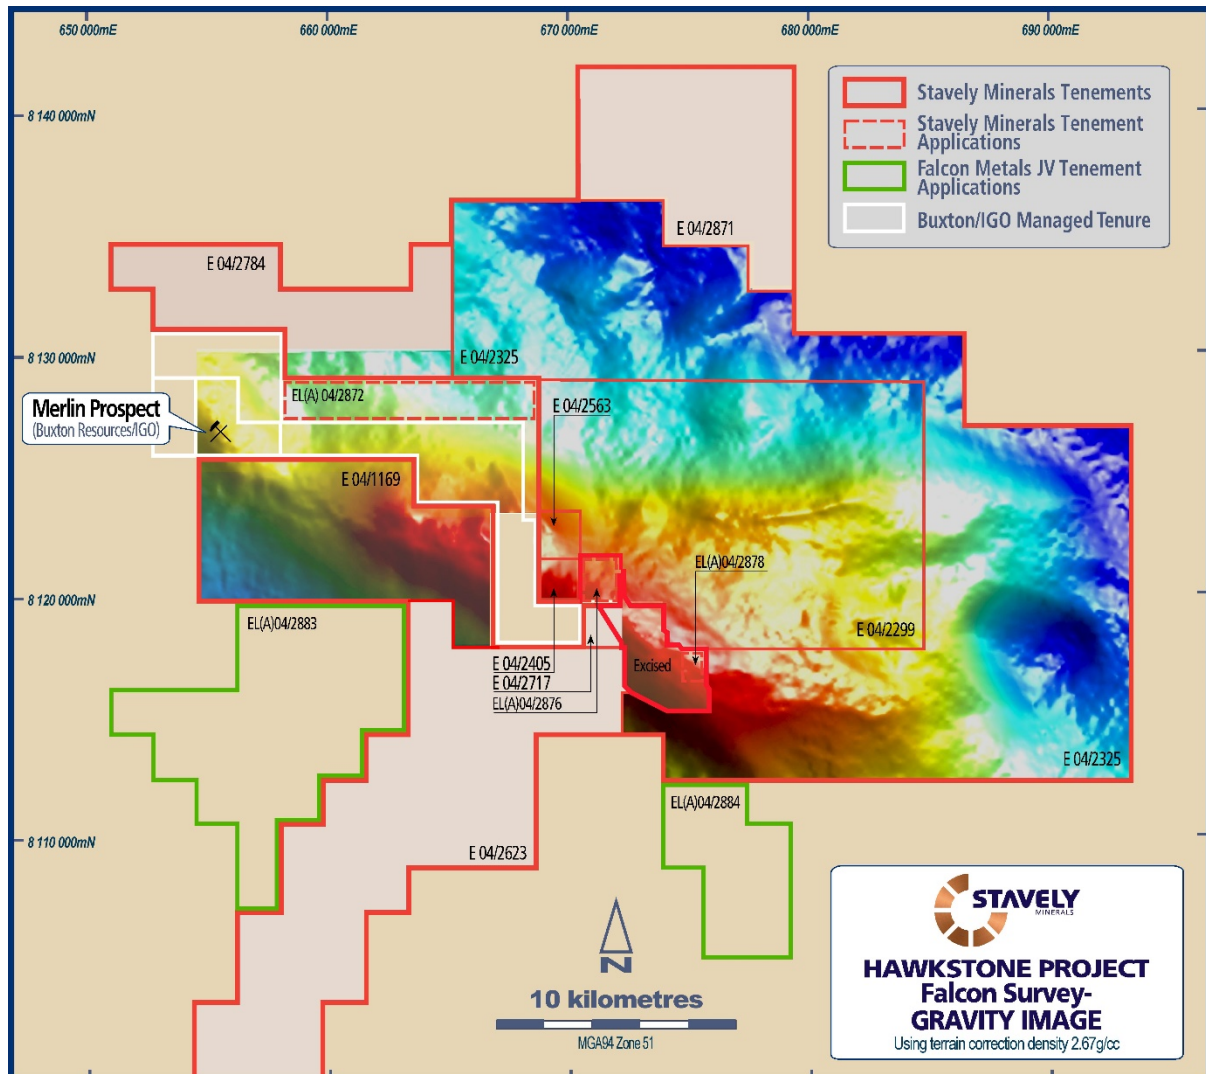 650 000mE
660 000mE
670 000mE
680 000mE
690 000mE
8 140 000mN
8 130 000mN
8 120 000mN
8 110 000mN
Stavely Minerals Tenements
Stavely Minerals Tenement
Applications
Falcon Metals JV Tenement
Applications
Buxton/IGO Managed Tenure
E 04/2871
E 04/2784
E 04/2325
EL(A) 04/2872
E 04/2563
Merlin Prospect
(Buxton Resources/IGO)
E 04/1169
EL(A)04/2878
EL(A)04/2883
E 04/2299
E 04/2405
E 04/2717
EL(A)04/2876
Excised
E 04/2325
EL(A)04/2884
E 04/2623
N
10 kilometres
MGA94 Zone 51
STAVELY
MINERALS
HAWKSTONE PROJECT
Falcon Survey-
GRAVITY IMAGE
Using terrain correction density 2.67g/cc